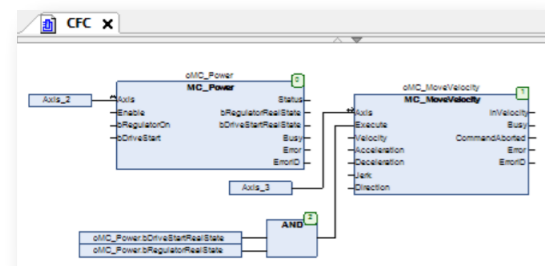 CFC
oMC_Power
0
MC_Power
Axis_2
Axis Status
Enable bRegulatorRealState
bRegulatorOn bDriveStartRealState
bDriveStart Busy
Error
ErrorID
oMC_MoveVelocity
1
MC_MoveVelocity
Axis InVelocity
Execute Busy
Velocity CommandAborted
Acceleration Error
Deceleration ErrorID
Jerk
Direction
Axis_3
AND
2
oMC_Power.bDriveStartRealState
oMC_Power.bRegulatorRealState